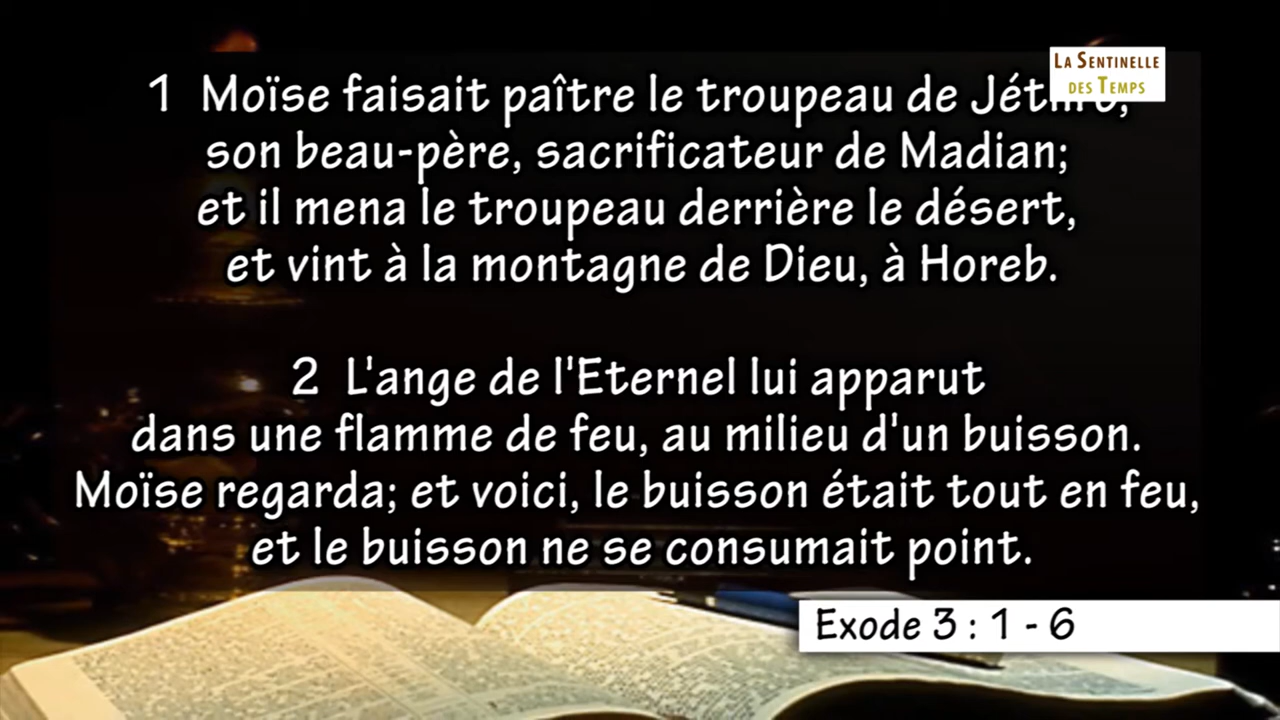 LA SENTINELLE
DES TEMPS
1 Moïse faisait paître le troupeau de
son beau-père, sacrificateur de Madian;
et il mena le troupeau derrière le désert,
et vint à la montagne de Dieu, à Horeb.
2 L'ange de l'Eternel lui apparut
dans une flamme de feu, au milieu d'un buisson.
Moïse regarda; et voici, le buisson était tout en feu,
et le buisson ne se consumait point.
Exode 3 : 1 - 6